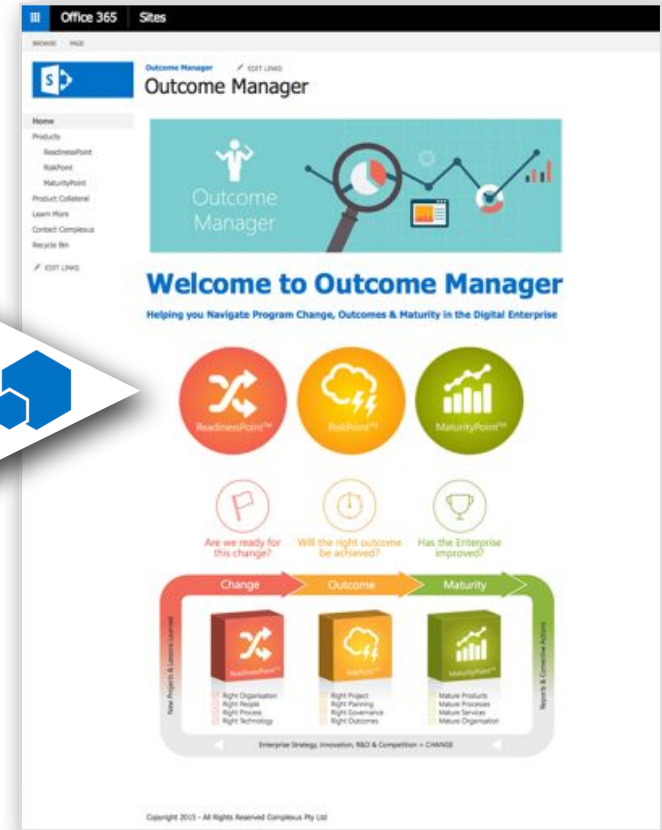 Office 365
Sites
BROWSE PAGE
S
Outcome Manager EDIT LINKS
Outcome Manager
Home
Products
ReadinessPoint
RiskPoint
MaturityPoint
Product Collateral
Learn More
Contact Complexus
Recycle Bin
EDIT LINKS
Outcome
Manager
Welcome to Outcome Manager
Helping you Navigate Program Change, Outcomes & Maturity in the Digital Enterprise
ReadinessPoint™
RiskPoint™
MaturityPoint™
Are we ready for
this change?
Will the right outcome
be achieved?
Has the Enterprise
improved?
Change
Outcome
Maturity
New Projects & Lessons Learned
ReadinessPoint™
RiskPoint™
MaturityPoint™
Right Organisation
Right People
Right Process
Right Technology
Right Project
Right Planning
Right Governance
Right Outcomes
Mature Products
Mature Processes
Mature Services
Mature Organisation
Reports & Corrective Actions
Enterprise Strategy, Innovation, R&D & Competition = CHANGE
Copyright 2015 - All Rights Reserved Complexus Pty Ltd